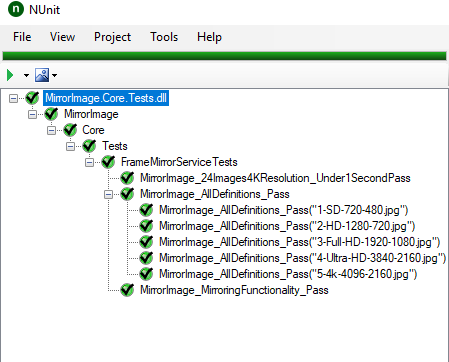 n NUnit
File View Project Tools Help
MirrorImage.Core.Tests.dll
MirrorImage
Core
Tests
FrameMirrorServiceTests
MirrorImage_24Images4KResolution_Under1SecondPass
MirrorImage_AllDefinitions_Pass
MirrorImage_AllDefinitions_Pass("1-SD-720-480.jpg")
MirrorImage_AllDefinitions_Pass("2-HD-1280-720.jpg")
MirrorImage_AllDefinitions_Pass("3-Full-HD-1920-1080.jpg")
MirrorImage_AllDefinitions_Pass("4-Ultra-HD-3840-2160.jpg")
MirrorImage_AllDefinitions_Pass("5-4k-4096-2160.jpg")
MirrorImage_MirroringFunctionality_Pass